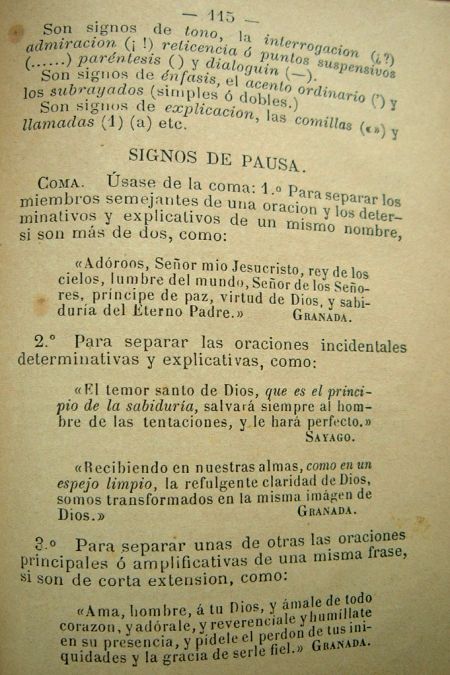 — 115 —
Son signos de tono, la interrogacion (¿?)
admiracion (¡!) reticencia ó puntos suspensivos
(......) paréntesis () y dialoguin (—).
Son signos de énfasis, el acento ordinario (') y
los subrayados (simples ó dobles.)
Son signos de explicacion, las comillas («») y
llamadas (1) (a) etc.
SIGNOS DE PAUSA.
COMA. Úsase de la coma: 1.º Para separar los
miembros semejantes de una oracion y los deter-
minativos y explicativos de un mismo nombre,
si son más de dos, como:
«Adóroos, Señor mio Jesucristo, rey de los
cielos, lumbre del mundo, Señor de los Seño-
res, príncipe de paz, virtud de Dios, y sabi-
duría del Eterno Padre.» GRANADA.
2.º Para separar las oraciones incidentales
determinativas y explicativas, como:
«El temor santo de Dios, que es el princi-
pio de la sabiduría, salvará siempre al hom-
bre de las tentaciones, y le hará perfecto.»
SAYAGO.
«Recibiendo en nuestras almas, como en un
espejo limpio, la refulgente claridad de Dios,
somos transformados en la misma imágen de
Dios.» GRANADA.
3.º Para separar unas de otras las oraciones
principales ó amplificativas de una misma frase,
si son de corta extension, como:
«Ama, hombre, á tu Dios, y ámale de todo
corazon, y adórale, y reverénciale y humíllate
en su presencia, y pídele el perdon de tus ini-
quidades y la gracia de serle fiel.» GRANADA.